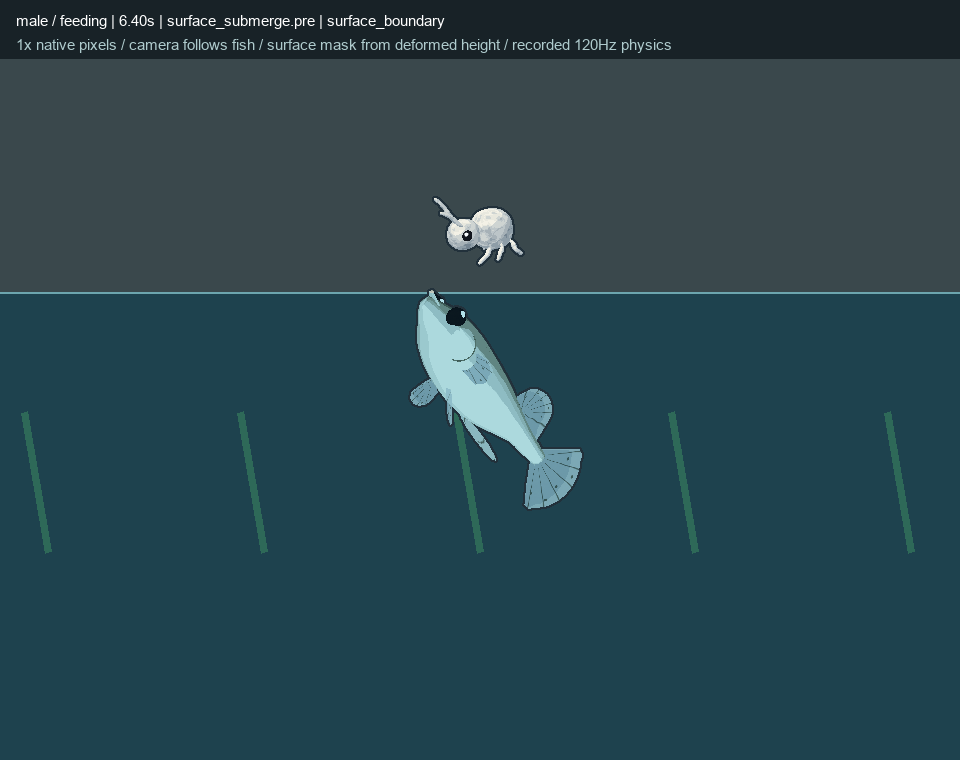 male / feeding | 6.40s | surface_submerge.pre | surface_boundary
1x native pixels / camera follows fish / surface mask from deformed height / recorded 120Hz physics